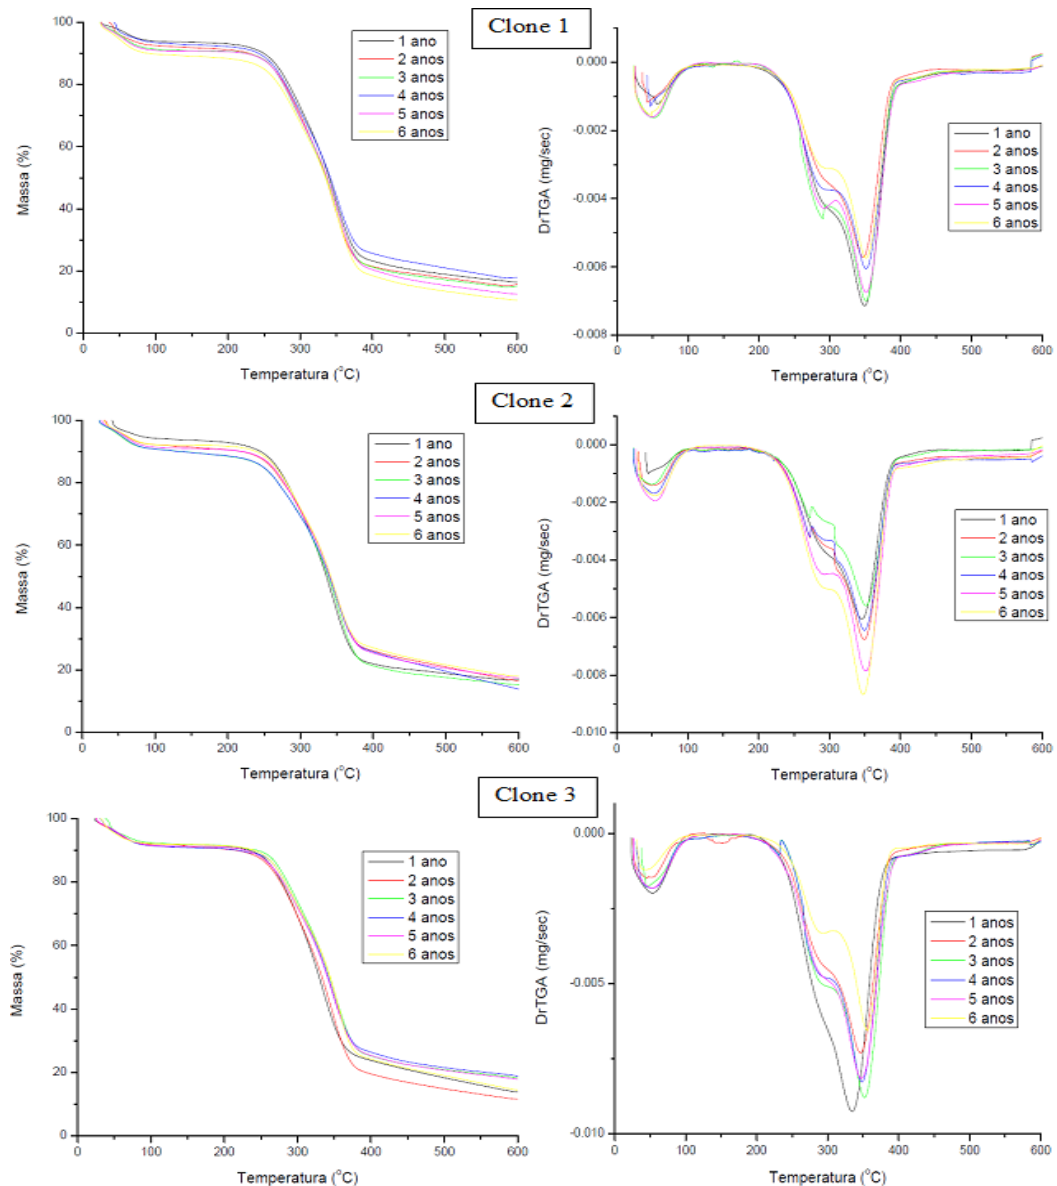 Clone 1
100
80
60
40
20
0
Massa (%)
0 100 200 300 400 500 600
Temperatura (°C)
1 ano
2 anos
3 anos
4 anos
5 anos
6 anos
0.000
-0.002
-0.004
-0.006
-0.008
DrTGA (mg/sec)
0 100 200 300 400 500 600
Temperatura (°C)
1 ano
2 anos
3 anos
4 anos
5 anos
6 anos
Clone 2
100
80
60
40
20
0
Massa (%)
0 100 200 300 400 500 600
Temperatura (°C)
1 ano
2 anos
3 anos
4 anos
5 anos
6 anos
0.000
-0.002
-0.004
-0.006
-0.008
-0.010
DrTGA (mg/sec)
0 100 200 300 400 500 600
Temperatura (°C)
1 ano
2 anos
3 anos
4 anos
5 anos
6 anos
Clone 3
100
80
60
40
20
0
Massa (%)
0 100 200 300 400 500 600
Temperatura (°C)
1 ano
2 anos
3 anos
4 anos
5 anos
6 anos
0.000
-0.005
-0.010
DrTGA (mg/sec)
0 100 200 300 400 500 600
Temperatura (°C)
1 anos
2 anos
3 anos
4 anos
5 anos
6 anos